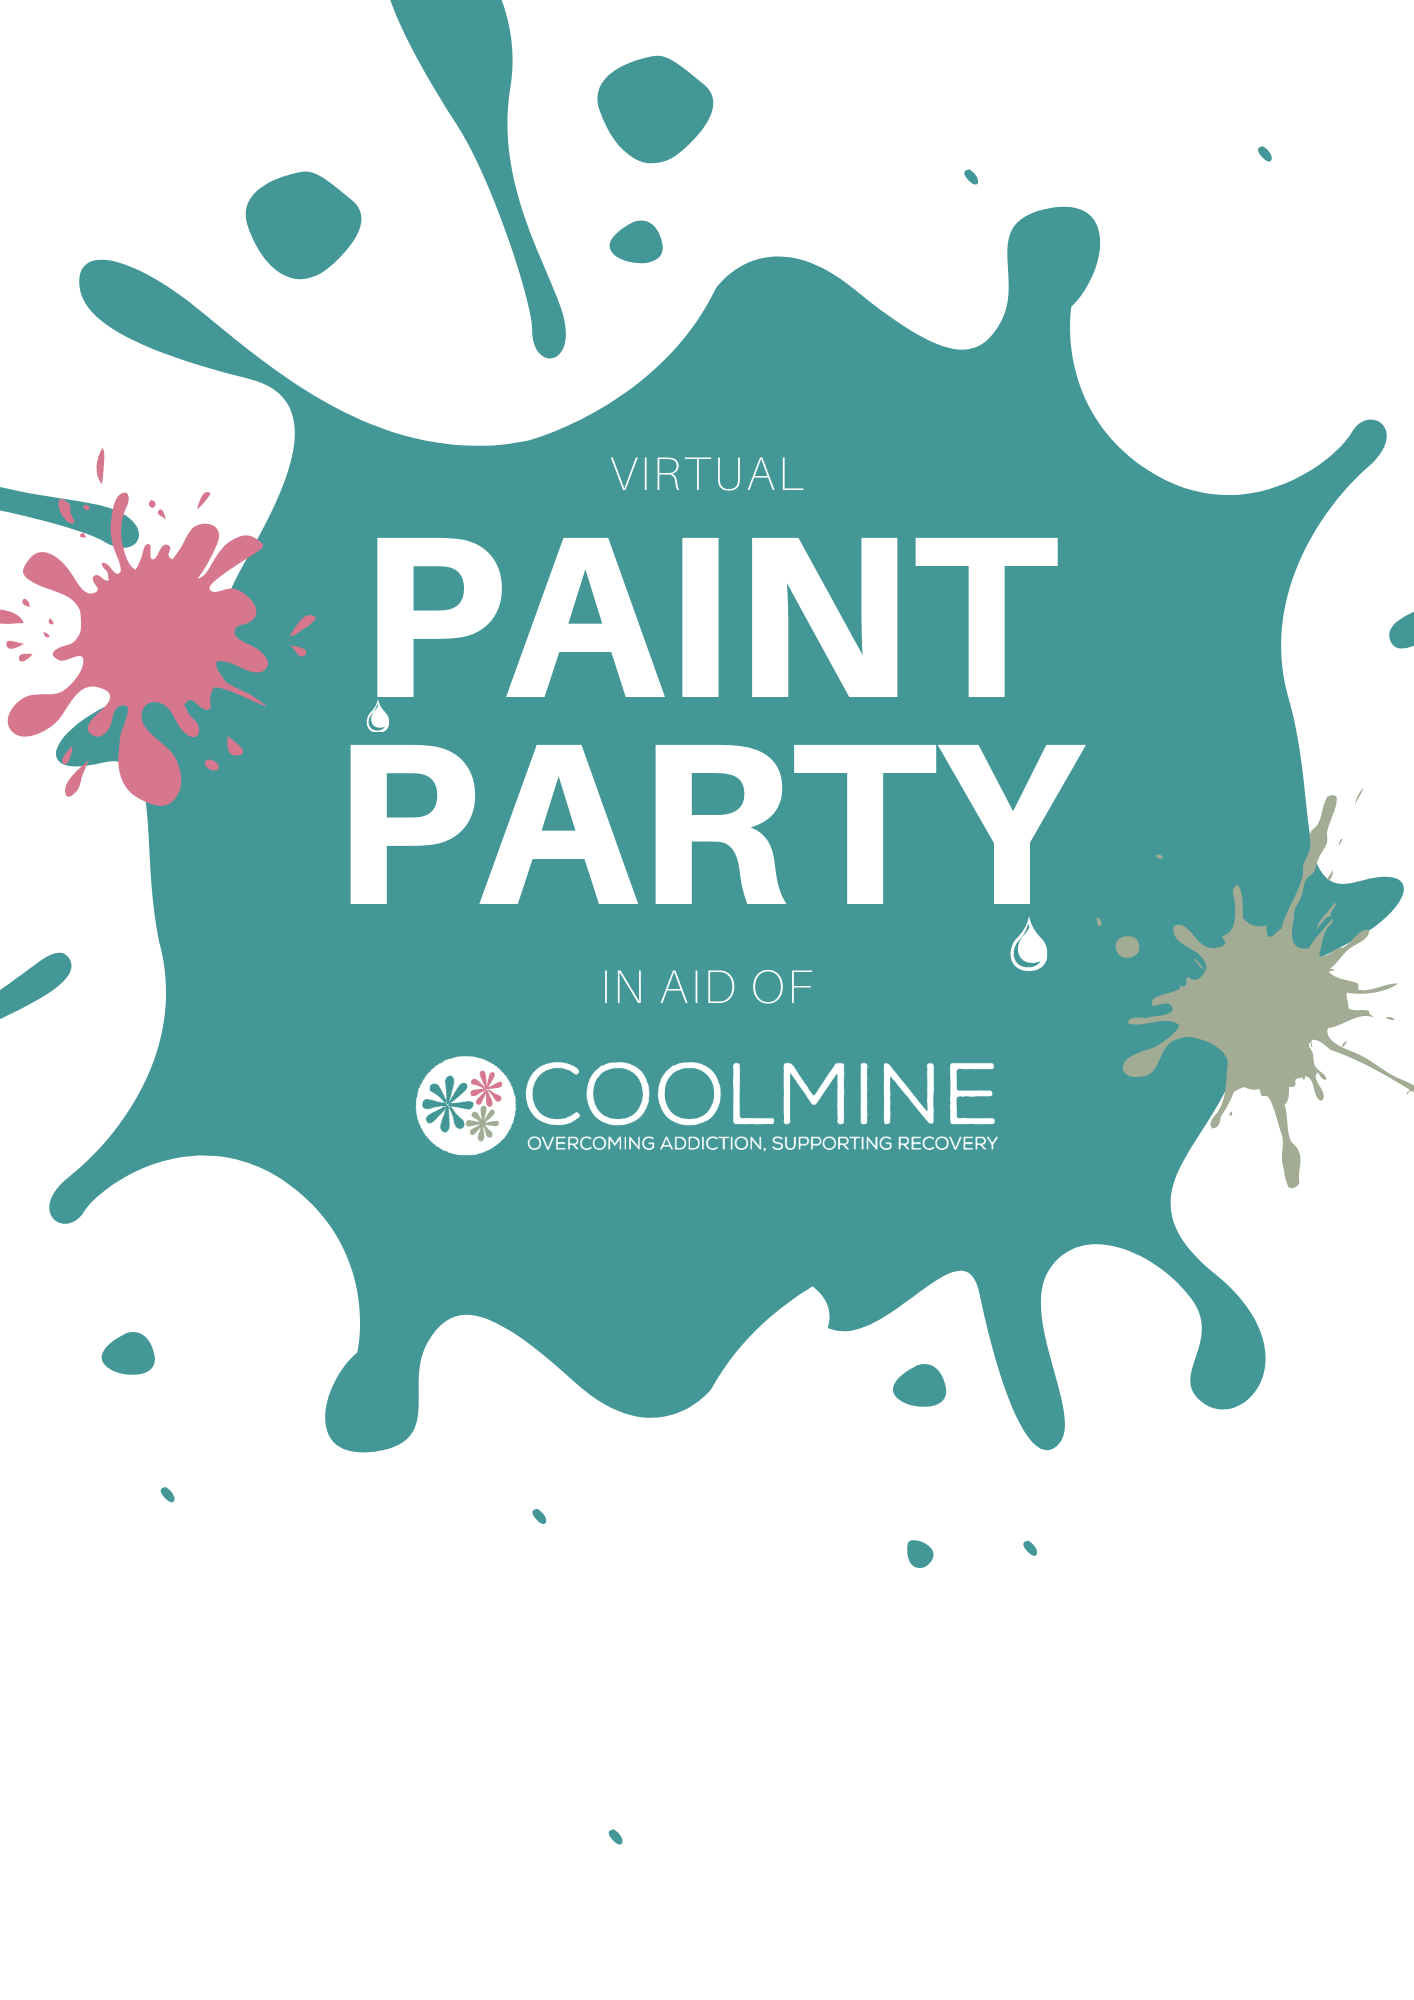 VIRTUAL
PAINT
PARTY
IN AID OF
COOLMINE
OVERCOMING ADDICTION, SUPPORTING RECOVERY